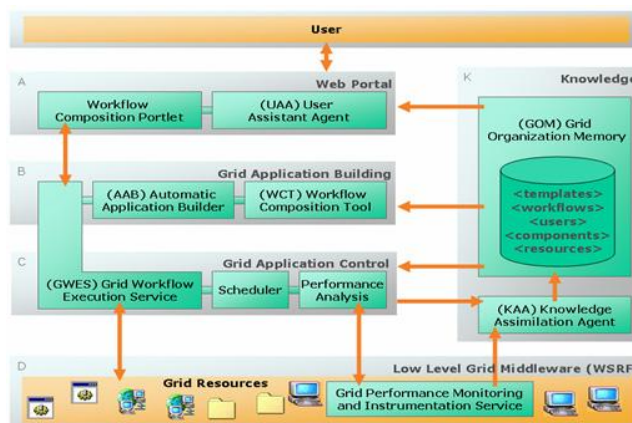 User
A
Web Portal
Workflow
Composition Portlet
(UAA) User
Assistant Agent
K
Knowledge
(GOM) Grid
Organization Memory
<templates>
<workflows>
<users>
<components>
<resources>
B
Grid Application Building
(AAB) Automatic
Application Builder
(WCT) Workflow
Composition Tool
C
Grid Application Control
(GWES) Grid Workflow
Execution Service
Scheduler
Performance
Analysis
(KAA) Knowledge
Assimilation Agent
D
Low Level Grid Middleware (WSRF
Grid Resources
Grid Performance Monitoring
and Instrumentation Service